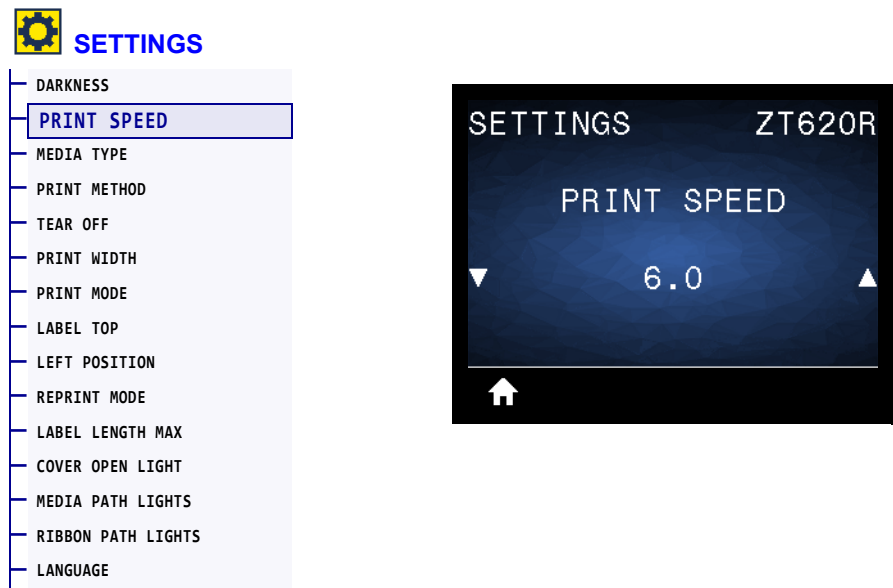 SETTINGS
DARKNESS
PRINT SPEED
MEDIA TYPE
PRINT METHOD
TEAR OFF
PRINT WIDTH
PRINT MODE
LABEL TOP
LEFT POSITION
REPRINT MODE
LABEL LENGTH MAX
COVER OPEN LIGHT
MEDIA PATH LIGHTS
RIBBON PATH LIGHTS
LANGUAGE
SETTINGS ZT620R
PRINT SPEED
6.0